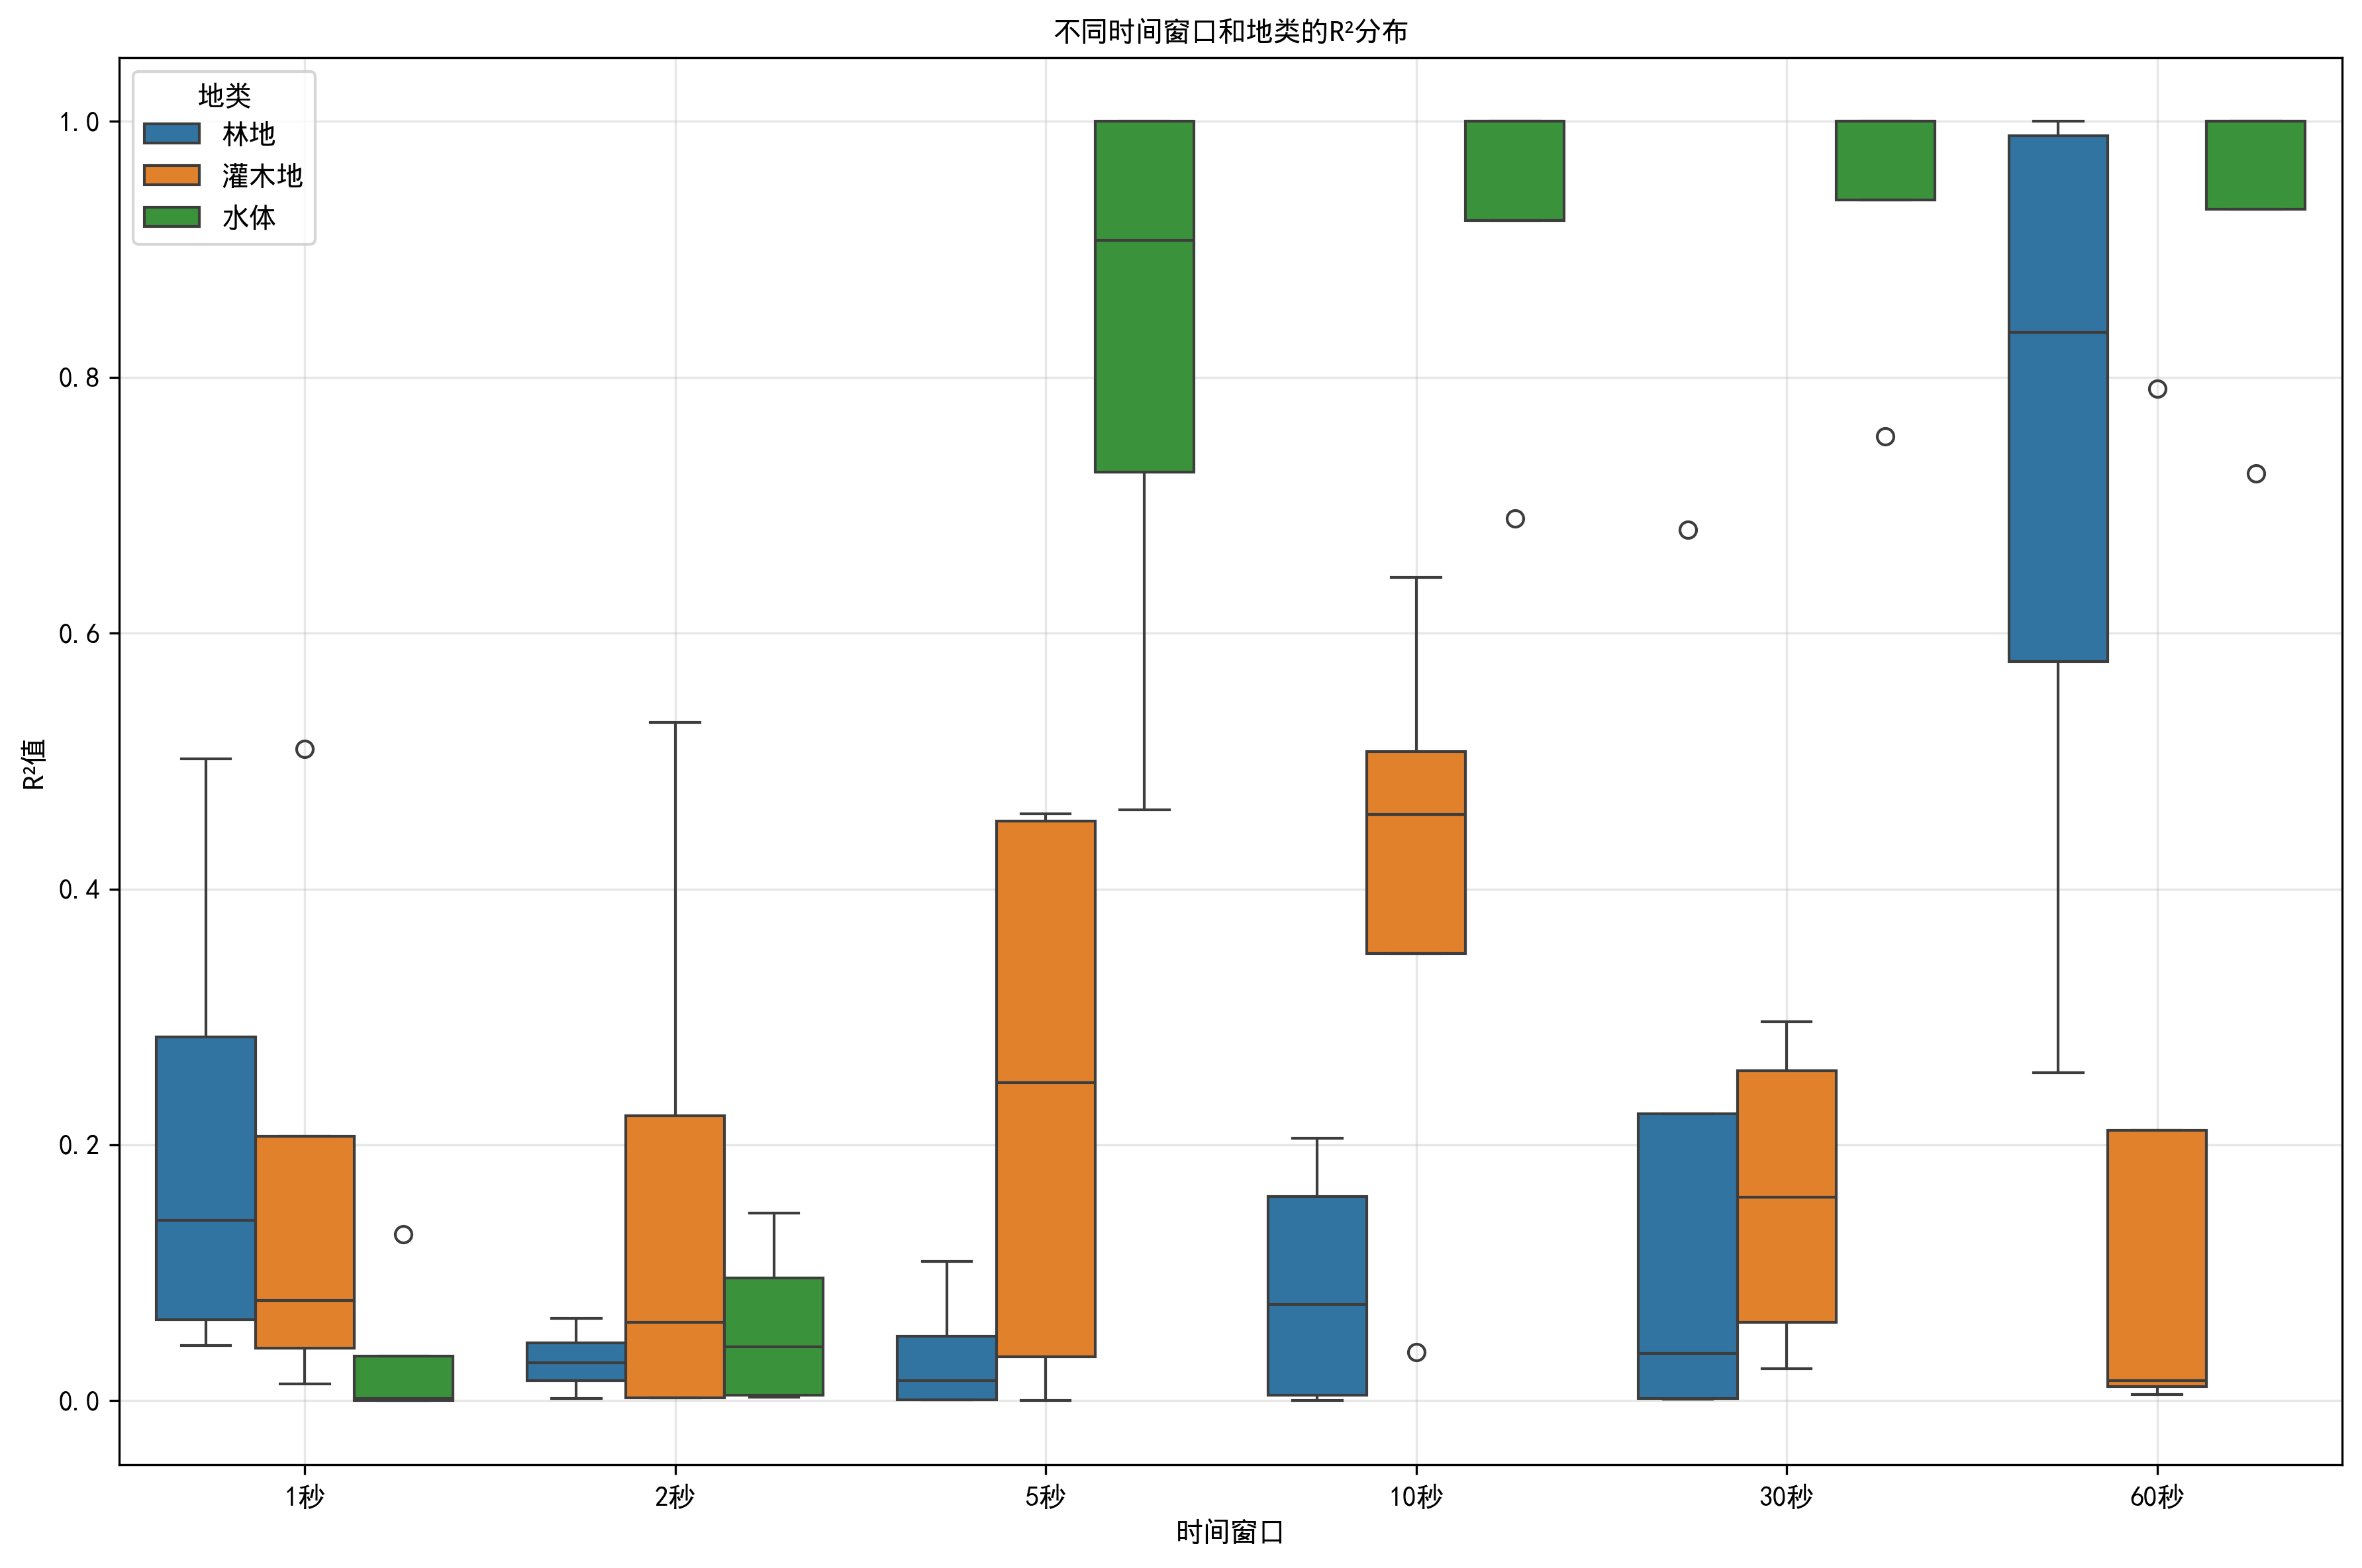 不同时间窗口和地类的R²分布
地类
林地
灌木地
水体
1.0
0.8
0.6
0.4
0.2
0.0
R²值
1秒
2秒
5秒
10秒
30秒
60秒
时间窗口